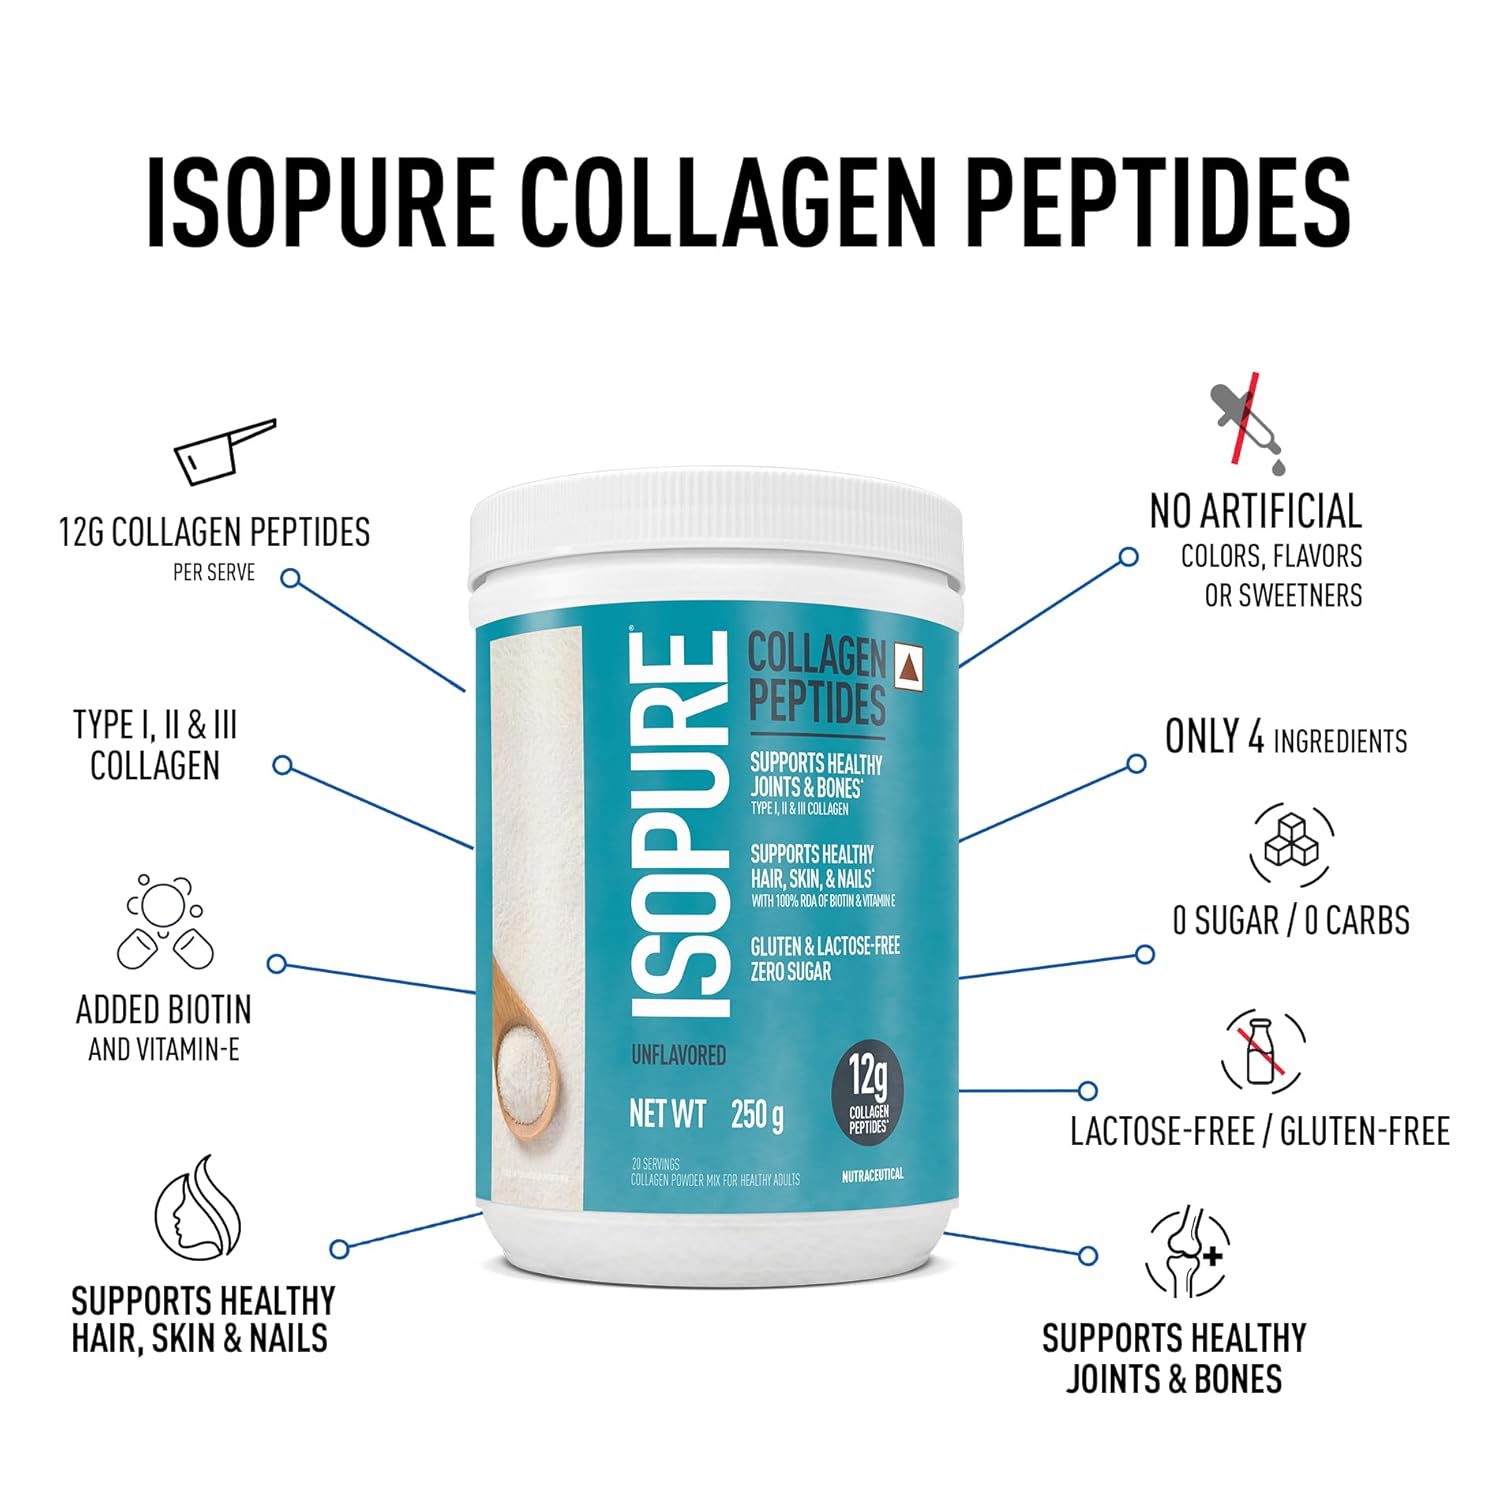 ISOPURE COLLAGEN PEPTIDES
12G COLLAGEN PEPTIDES
PER SERVE
TYPE I, II & III
COLLAGEN
ADDED BIOTIN
AND VITAMIN-E
SUPPORTS HEALTHY
HAIR, SKIN & NAILS
ISOPURE®
COLLAGEN
PEPTIDES
SUPPORTS HEALTHY
JOINTS & BONES*
TYPE I, II & III COLLAGEN
SUPPORTS HEALTHY
HAIR, SKIN, & NAILS*
WITH 100% RDA OF BIOTIN & VITAMIN E
GLUTEN & LACTOSE-FREE
ZERO SUGAR
UNFLAVORED
NET WT 250 g
12g
COLLAGEN
PEPTIDES*
20 SERVINGS
COLLAGEN POWDER MIX FOR HEALTHY ADULTS
NUTRACEUTICAL
NO ARTIFICIAL
COLORS, FLAVORS
OR SWEETNERS
ONLY 4 INGREDIENTS
0 SUGAR / 0 CARBS
LACTOSE-FREE / GLUTEN-FREE
SUPPORTS HEALTHY
JOINTS & BONES